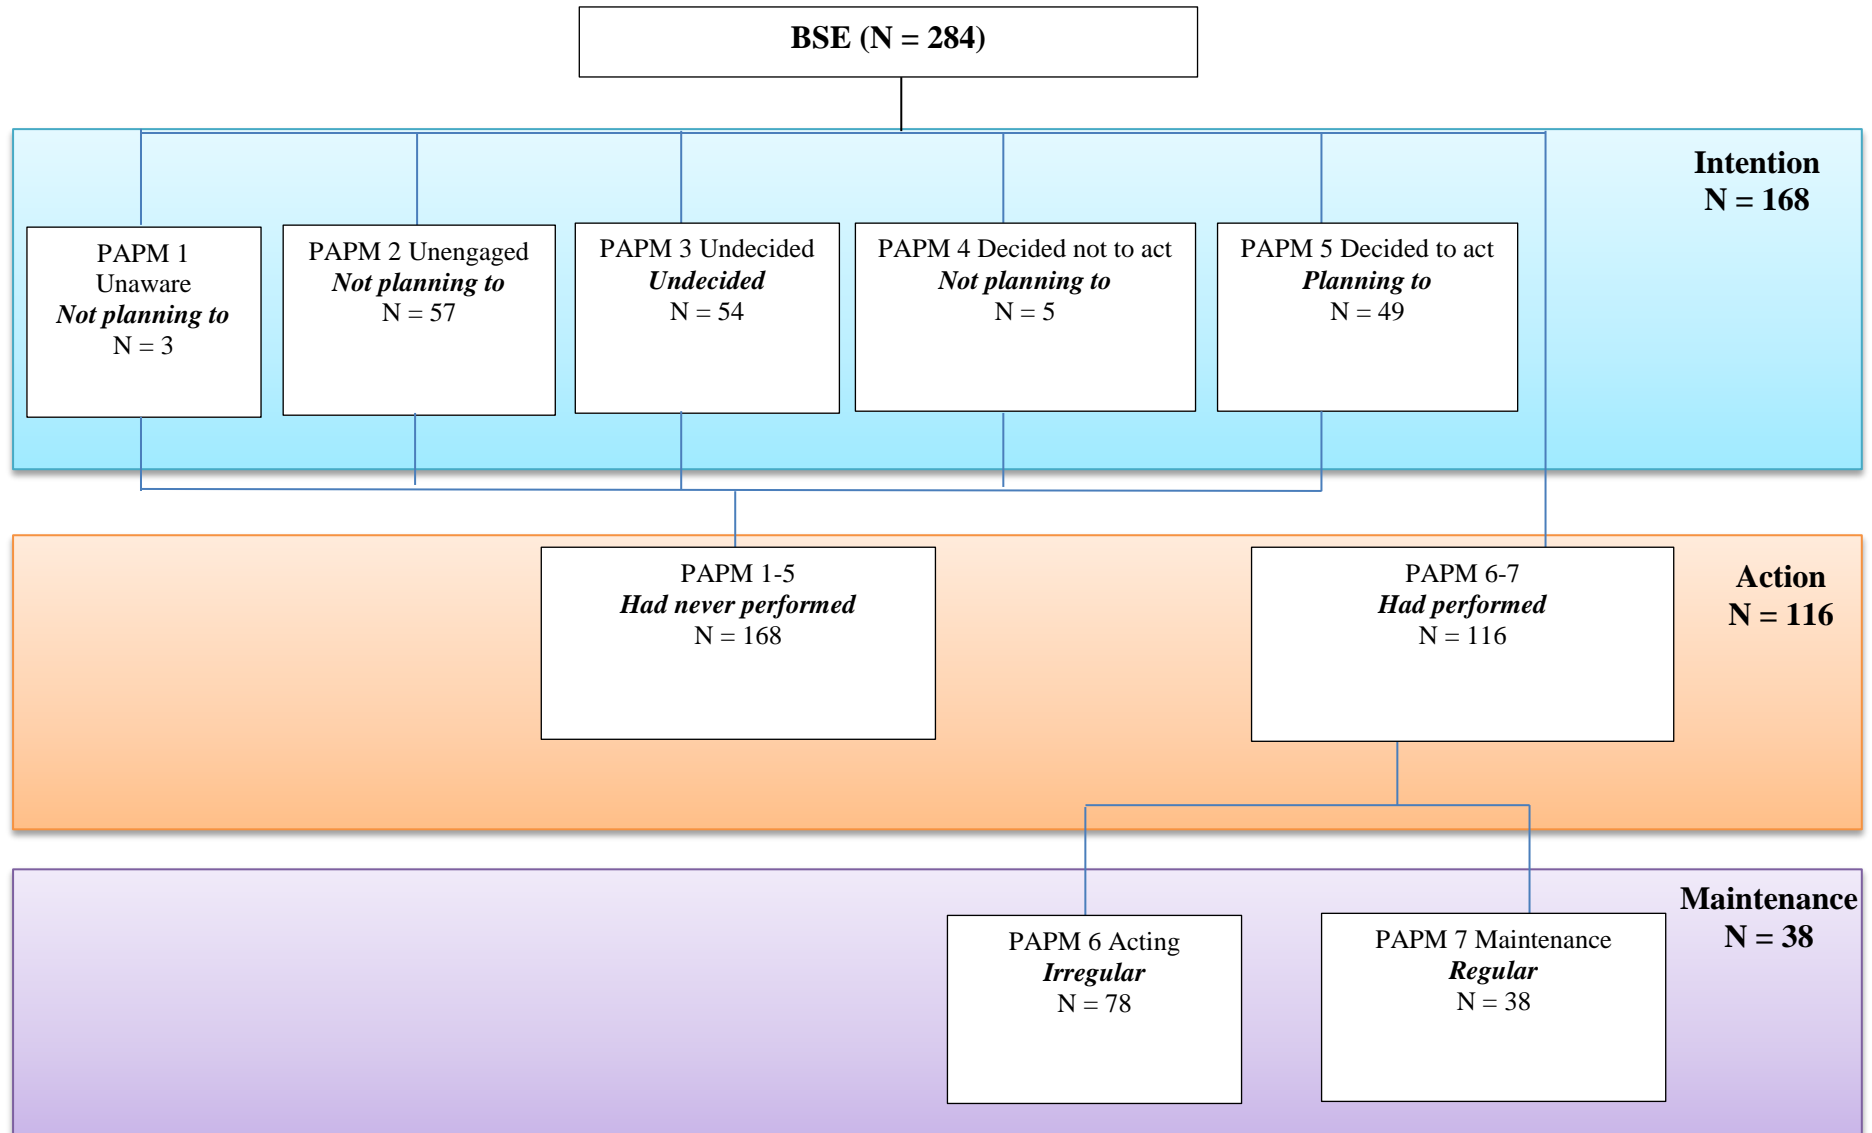 BSE (N = 284)
Intention
N = 168
PAPM 1
Unaware
Not planning to
N = 3
PAPM 2 Unengaged
Not planning to
N = 57
PAPM 3 Undecided
Undecided
N = 54
PAPM 4 Decided not to act
Not planning to
N = 5
PAPM 5 Decided to act
Planning to
N = 49
PAPM 1-5
Had never performed
N = 168
PAPM 6-7
Had performed
N = 116
Action
N = 116
Maintenance
N = 38
PAPM 6 Acting
Irregular
N = 78
PAPM 7 Maintenance
Regular
N = 38